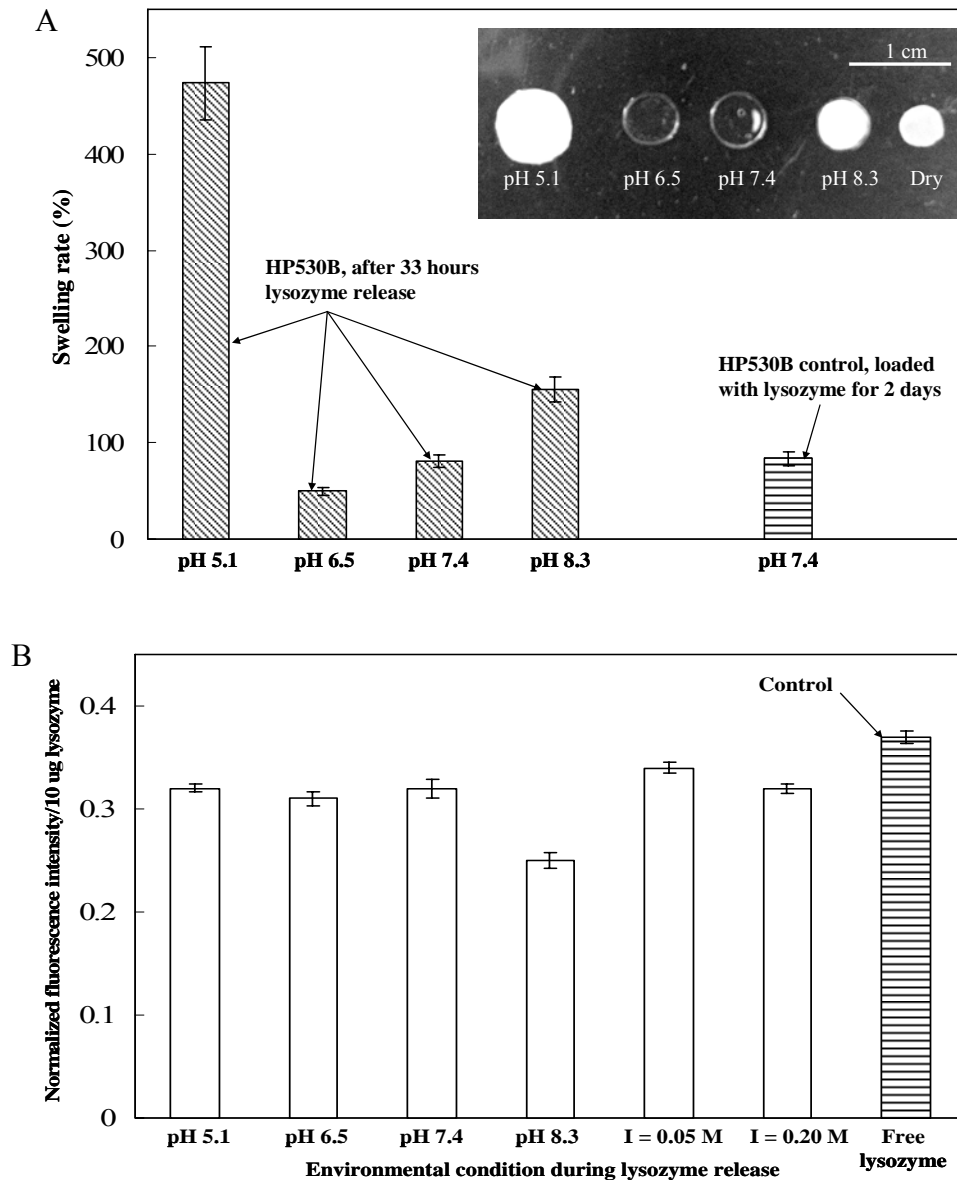 A
500
400
300
200
100
0
Swelling rate (%)
1 cm
pH 5.1 pH 6.5 pH 7.4 pH 8.3 Dry
HP530B, after 33 hours
lysozyme release
HP530B control, loaded
with lysozyme for 2 days
pH 5.1 pH 6.5 pH 7.4 pH 8.3 pH 7.4
B
0.4
0.3
0.2
0.1
0
Normalized fluorescence intensity/10 ug lysozyme
Control
pH 5.1 pH 6.5 pH 7.4 pH 8.3 I = 0.05 M I = 0.20 M Free
lysozyme
Environmental condition during lysozyme release